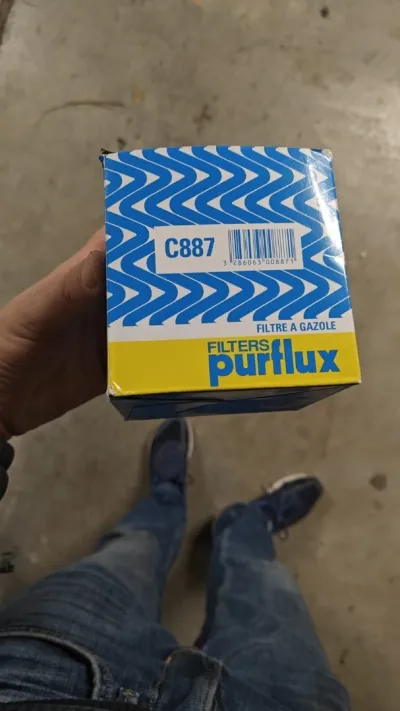 C887
3 286063 008871
FILTRE A GAZOLE
FILTERS
purflux